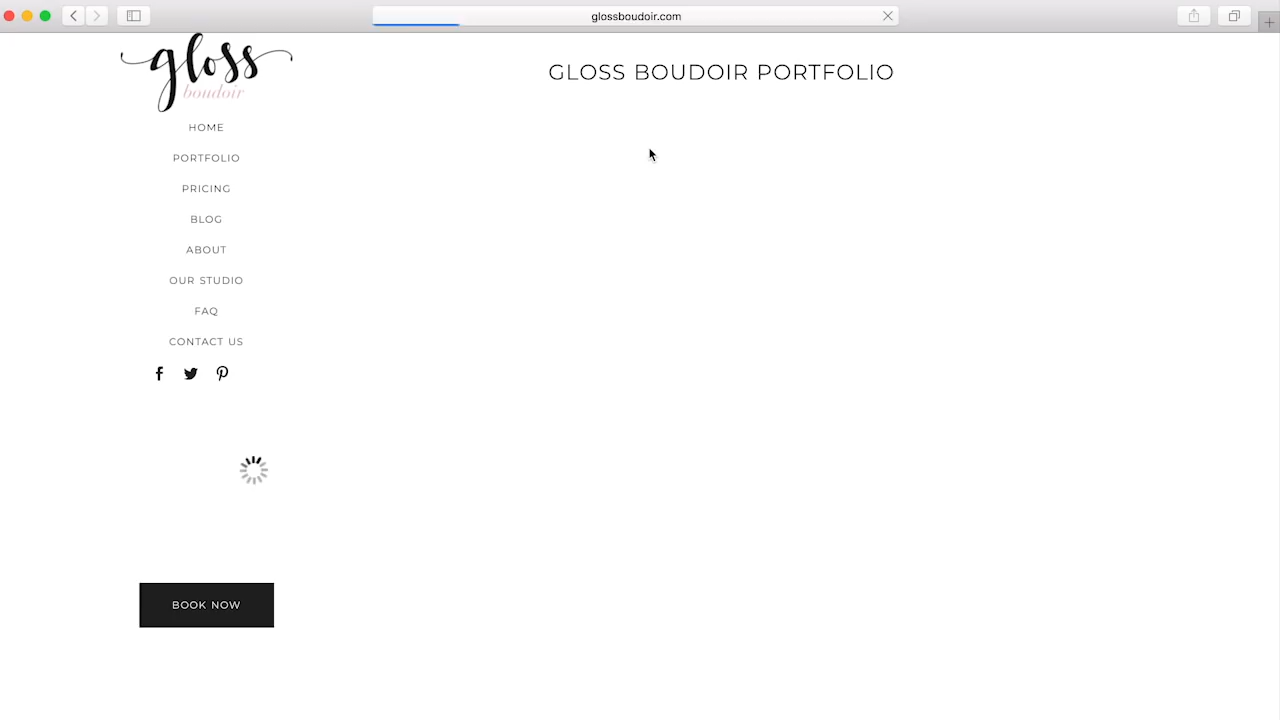 glossboudoir.com
gloss
boudoir
HOME
PORTFOLIO
PRICING
BLOG
ABOUT
OUR STUDIO
FAQ
CONTACT US
BOOK NOW
GLOSS BOUDOIR PORTFOLIO